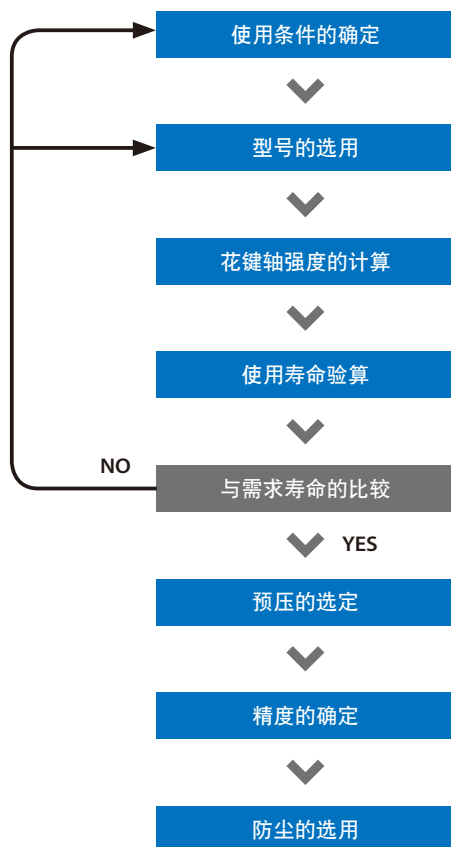 使用条件的确定
型号的选用
花键轴强度的计算
使用寿命验算
NO
与需求寿命的比较
YES
预压的选定
精度的确定
防尘的选用